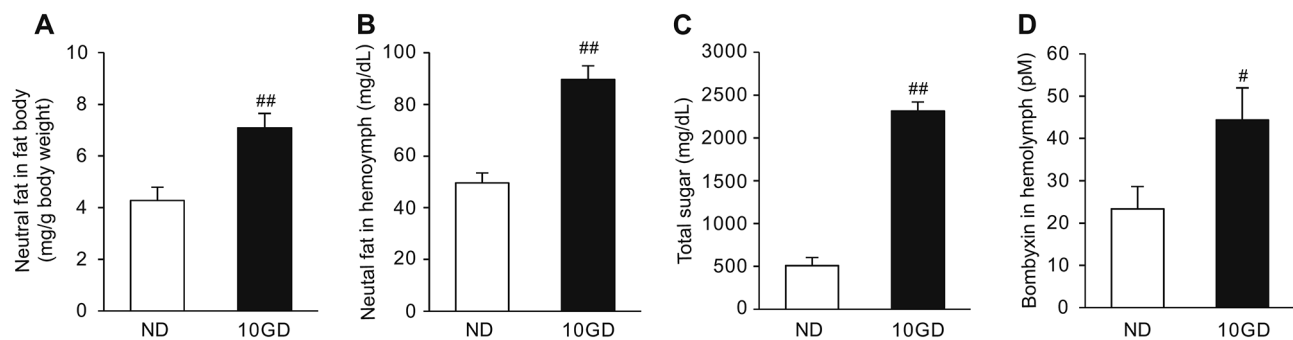 A
Neutral fat in fat body
(mg/g body weight)
10
8
6
4
2
0
##
ND
10GD
B
Neutal fat in hemoymph (mg/dL)
100
80
60
40
20
0
##
ND
10GD
C
Total sugar (mg/dL)
3000
2500
2000
1500
1000
500
0
##
ND
10GD
D
Bombyxin in hemolymph (pM)
60
50
40
30
20
10
0
#
ND
10GD